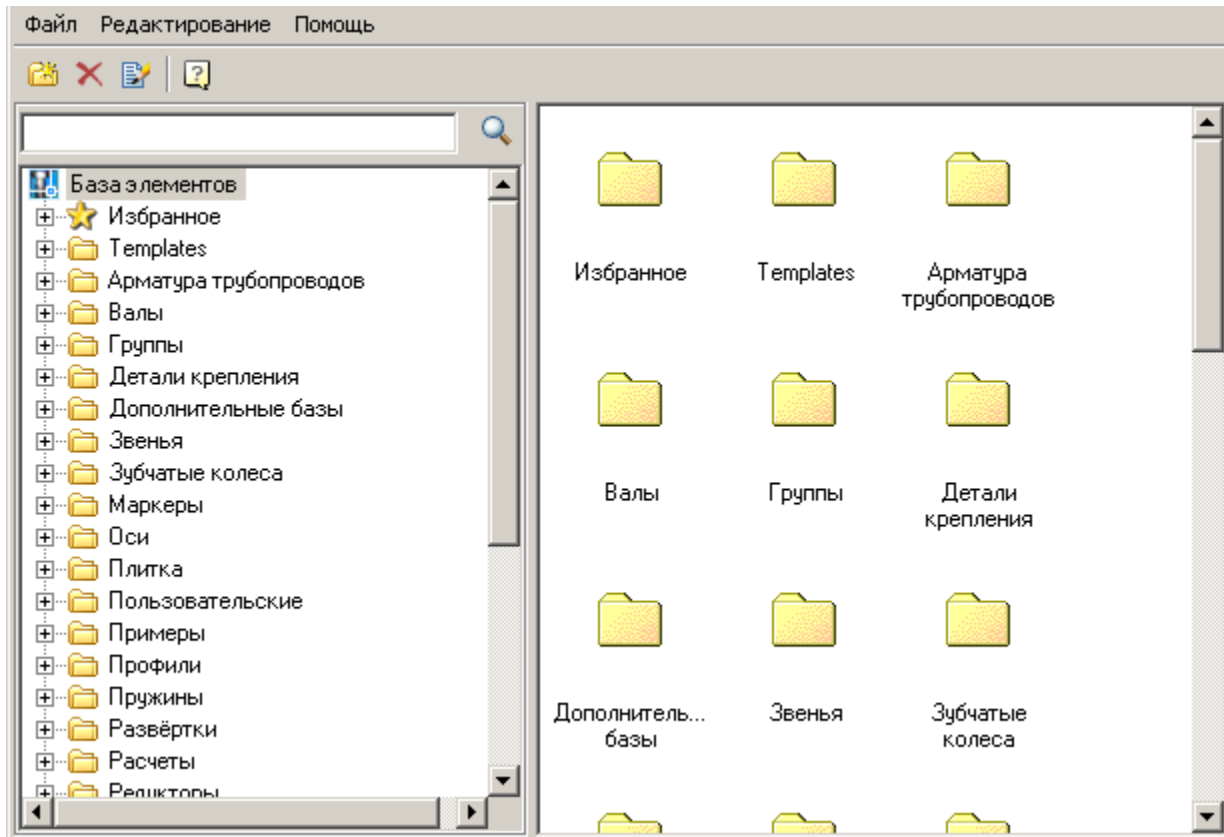 Файл Редактирование Помощь
База элементов
Избранное
Templates
Арматура трубопроводов
Валы
Группы
Детали крепления
Дополнительные базы
Звенья
Зубчатые колеса
Маркеры
Оси
Плитка
Пользовательские
Примеры
Профили
Пружины
Развёртки
Расчеты
Редукторы
Избранное Templates Арматура
трубопроводов
Валы Группы Детали
крепления
Дополнитель... Звенья Зубчатые
базы колеса